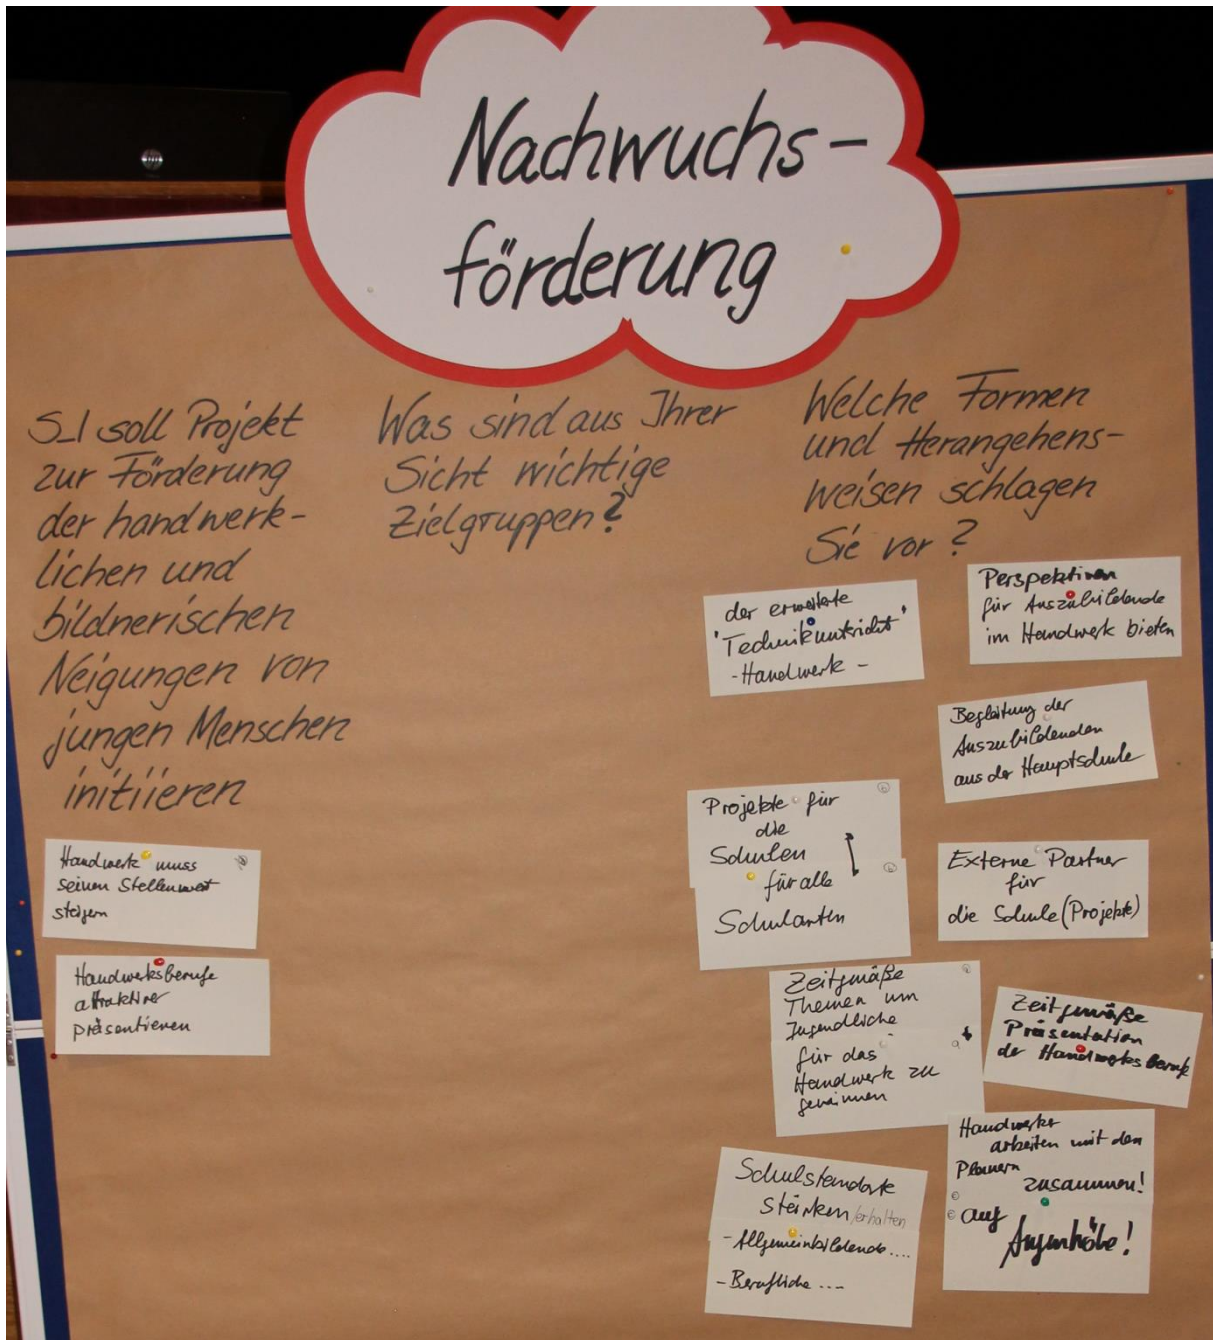 Nachwuchs-
förderung
S_I soll Projekt
zur Förderung
der handwerk-
lichen und
bildnerischen
Neigungen von
jungen Menschen
initiieren
Handwerk muss
seinen Stellenwert
steigern
Handwerksberufe
attraktiver
präsentieren
Was sind aus Ihrer
Sicht wichtige
Zielgruppen?
Welche Formen
und Herangehens-
weisen schlagen
Sie vor?
der erweiterte
"Technikunterricht"
- Handwerk -
Perspektiven
für Auszubildende
im Handwerk bieten
Begleitung der
Auszubildenden
aus der Hauptschule
Projekte für
die
Schulen
für alle
Schularten
Externe Partner
für
die Schule (Projekte)
Zeitgmäße
Themen um
Jugendliche
für das
Handwerk zu
gewinnen
Zeitgmäße
Präsentation
der Handwerksberufe
Schulstandorte
stärken/erhalten
- Allgemeinbildende ....
- Berufliche ....
Handwerker
arbeiten mit den
Planern
zusammen!
auf
Augenhöhe!